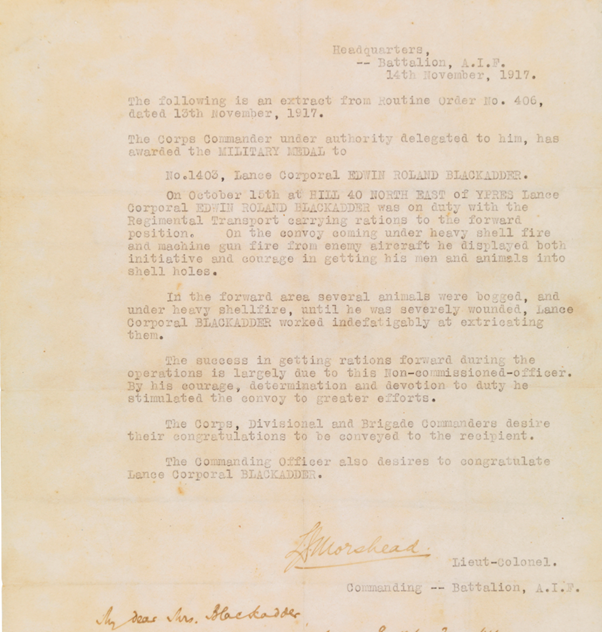 Headquarters,
-- Battalion, A.I.F.
14th November, 1917.
The following is an extract from Routine Order No. 406,
dated 13th November, 1917.
The Corps Commander under authority delegated to him, has
awarded the MILITARY MEDAL to
No.1403, Lance Corporal EDWIN ROLAND BLACKADDER.
On October 15th at HILL 40 NORTH EAST of YPRES Lance
Corporal EDWIN ROLAND BLACKADDER was on duty with the
Regimental Transport carrying rations to the forward
position. On the convoy coming under heavy shell fire
and machine gun fire from enemy aircraft he displayed both
initiative and courage in getting his men and animals into
shell holes.
In the forward area several animals were bogged, and
under heavy shellfire, until he was severely wounded, Lance
Corporal BLACKADDER worked indefatigably at extricating
them.
The success in getting rations forward during the
operations is largely due to this Non-commissioned-officer.
By his courage, determination and devotion to duty he
stimulated the convoy to greater efforts.
The Corps, Divisional and Brigade Commanders desire
their congratulations to be conveyed to the recipient.
The Commanding Officer also desires to congratulate
Lance Corporal BLACKADDER.
Morshead.
Lieut-Colonel.
Commanding -- Battalion, A.I.F.
My dear Mrs. Blackadder,